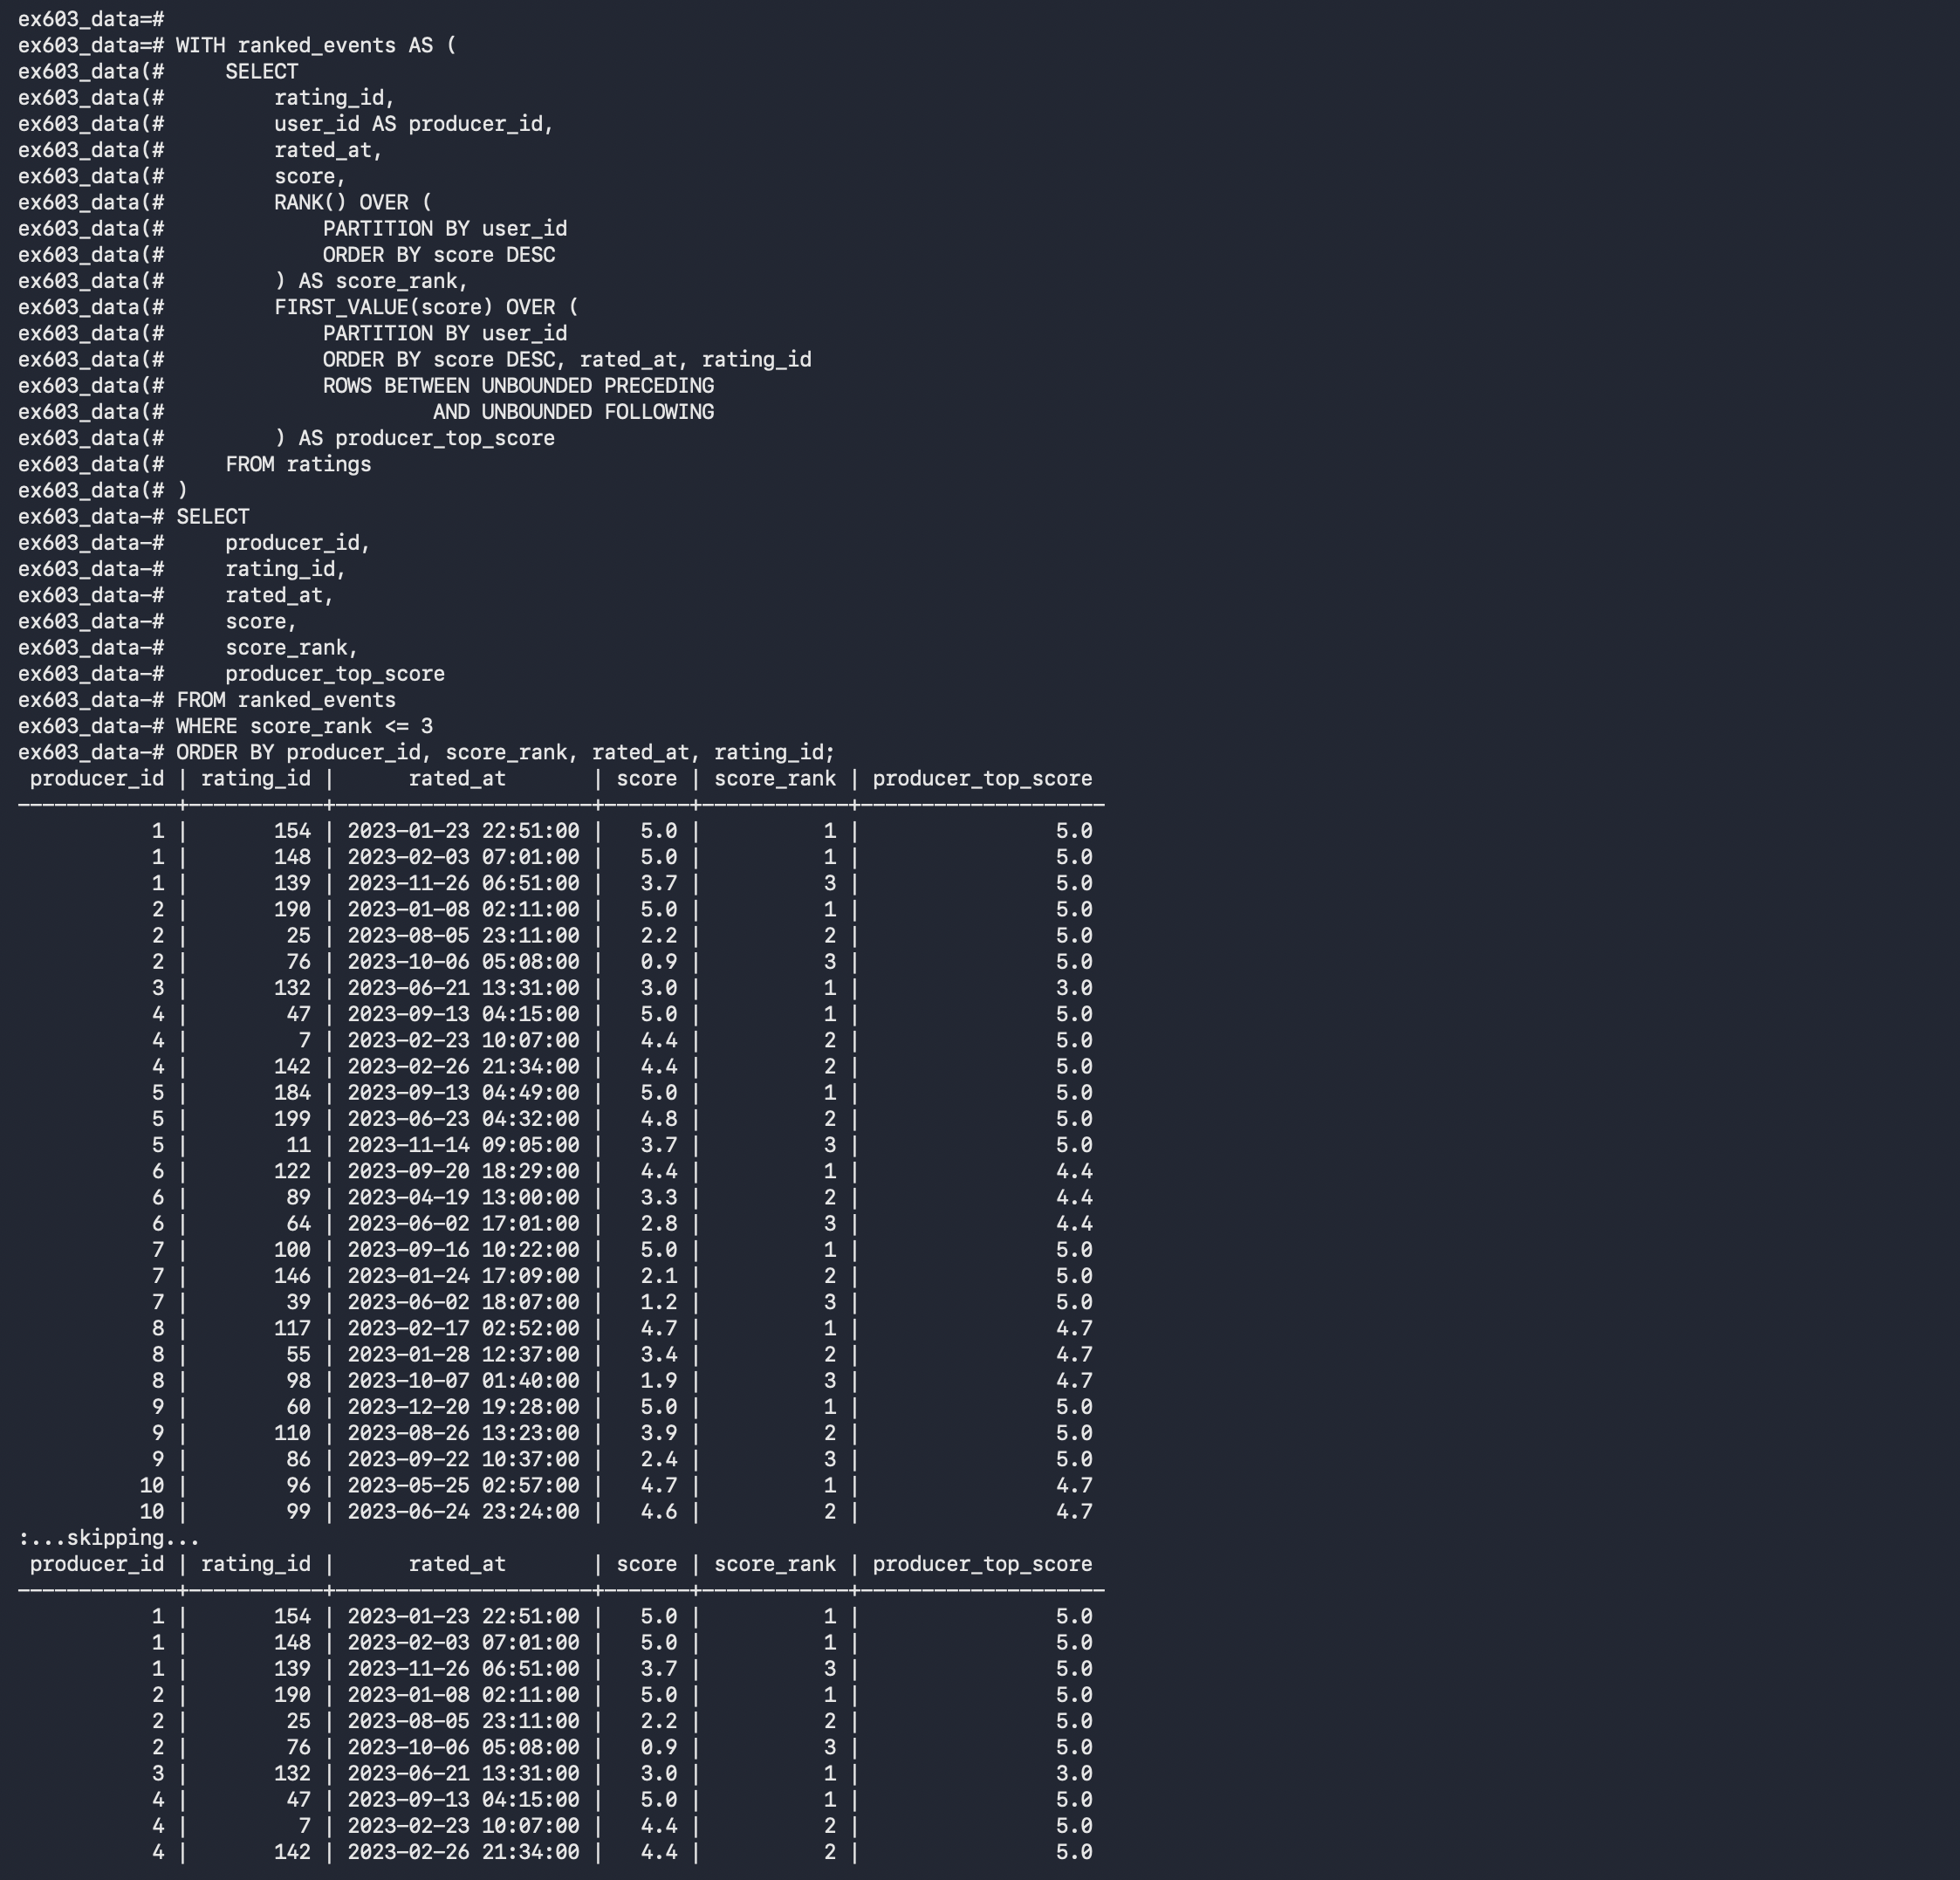 ex603_data=#
ex603_data=# WITH ranked_events AS (
ex603_data(#     SELECT
ex603_data(#         rating_id,
ex603_data(#         user_id AS producer_id,
ex603_data(#         rated_at,
ex603_data(#         score,
ex603_data(#         RANK() OVER (
ex603_data(#             PARTITION BY user_id
ex603_data(#             ORDER BY score DESC
ex603_data(#         ) AS score_rank,
ex603_data(#         FIRST_VALUE(score) OVER (
ex603_data(#             PARTITION BY user_id
ex603_data(#             ORDER BY score DESC, rated_at, rating_id
ex603_data(#             ROWS BETWEEN UNBOUNDED PRECEDING
ex603_data(#                      AND UNBOUNDED FOLLOWING
ex603_data(#         ) AS producer_top_score
ex603_data(#     FROM ratings
ex603_data(# )
ex603_data-# SELECT
ex603_data-#     producer_id,
ex603_data-#     rating_id,
ex603_data-#     rated_at,
ex603_data-#     score,
ex603_data-#     score_rank,
ex603_data-#     producer_top_score
ex603_data-# FROM ranked_events
ex603_data-# WHERE score_rank <= 3
ex603_data-# ORDER BY producer_id, score_rank, rated_at, rating_id;
 producer_id | rating_id |      rated_at       | score | score_rank | producer_top_score
-------------+-----------+---------------------+-------+------------+--------------------
           1 |       154 | 2023-01-23 22:51:00 |   5.0 |          1 |                5.0
           1 |       148 | 2023-02-03 07:01:00 |   5.0 |          1 |                5.0
           1 |       139 | 2023-11-26 06:51:00 |   3.7 |          3 |                5.0
           2 |       190 | 2023-01-08 02:11:00 |   5.0 |          1 |                5.0
           2 |        25 | 2023-08-05 23:11:00 |   2.2 |          2 |                5.0
           2 |        76 | 2023-10-06 05:08:00 |   0.9 |          3 |                5.0
           3 |       132 | 2023-06-21 13:31:00 |   3.0 |          1 |                3.0
           4 |        47 | 2023-09-13 04:15:00 |   5.0 |          1 |                5.0
           4 |         7 | 2023-02-23 10:07:00 |   4.4 |          2 |                5.0
           4 |       142 | 2023-02-26 21:34:00 |   4.4 |          2 |                5.0
           5 |       184 | 2023-09-13 04:49:00 |   5.0 |          1 |                5.0
           5 |       199 | 2023-06-23 04:32:00 |   4.8 |          2 |                5.0
           5 |        11 | 2023-11-14 09:05:00 |   3.7 |          3 |                5.0
           6 |       122 | 2023-09-20 18:29:00 |   4.4 |          1 |                4.4
           6 |        89 | 2023-04-19 13:00:00 |   3.3 |          2 |                4.4
           6 |        64 | 2023-06-02 17:01:00 |   2.8 |          3 |                4.4
           7 |       100 | 2023-09-16 10:22:00 |   5.0 |          1 |                5.0
           7 |       146 | 2023-01-24 17:09:00 |   2.1 |          2 |                5.0
           7 |        39 | 2023-06-02 18:07:00 |   1.2 |          3 |                5.0
           8 |       117 | 2023-02-17 02:52:00 |   4.7 |          1 |                4.7
           8 |        55 | 2023-01-28 12:37:00 |   3.4 |          2 |                4.7
           8 |        98 | 2023-10-07 01:40:00 |   1.9 |          3 |                4.7
           9 |        60 | 2023-12-20 19:28:00 |   5.0 |          1 |                5.0
           9 |       110 | 2023-08-26 13:23:00 |   3.9 |          2 |                5.0
           9 |        86 | 2023-09-22 10:37:00 |   2.4 |          3 |                5.0
          10 |        96 | 2023-05-25 02:57:00 |   4.7 |          1 |                4.7
          10 |        99 | 2023-06-24 23:24:00 |   4.6 |          2 |                4.7
:...skipping...
 producer_id | rating_id |      rated_at       | score | score_rank | producer_top_score
-------------+-----------+---------------------+-------+------------+--------------------
           1 |       154 | 2023-01-23 22:51:00 |   5.0 |          1 |                5.0
           1 |       148 | 2023-02-03 07:01:00 |   5.0 |          1 |                5.0
           1 |       139 | 2023-11-26 06:51:00 |   3.7 |          3 |                5.0
           2 |       190 | 2023-01-08 02:11:00 |   5.0 |          1 |                5.0
           2 |        25 | 2023-08-05 23:11:00 |   2.2 |          2 |                5.0
           2 |        76 | 2023-10-06 05:08:00 |   0.9 |          3 |                5.0
           3 |       132 | 2023-06-21 13:31:00 |   3.0 |          1 |                3.0
           4 |        47 | 2023-09-13 04:15:00 |   5.0 |          1 |                5.0
           4 |         7 | 2023-02-23 10:07:00 |   4.4 |          2 |                5.0
           4 |       142 | 2023-02-26 21:34:00 |   4.4 |          2 |                5.0